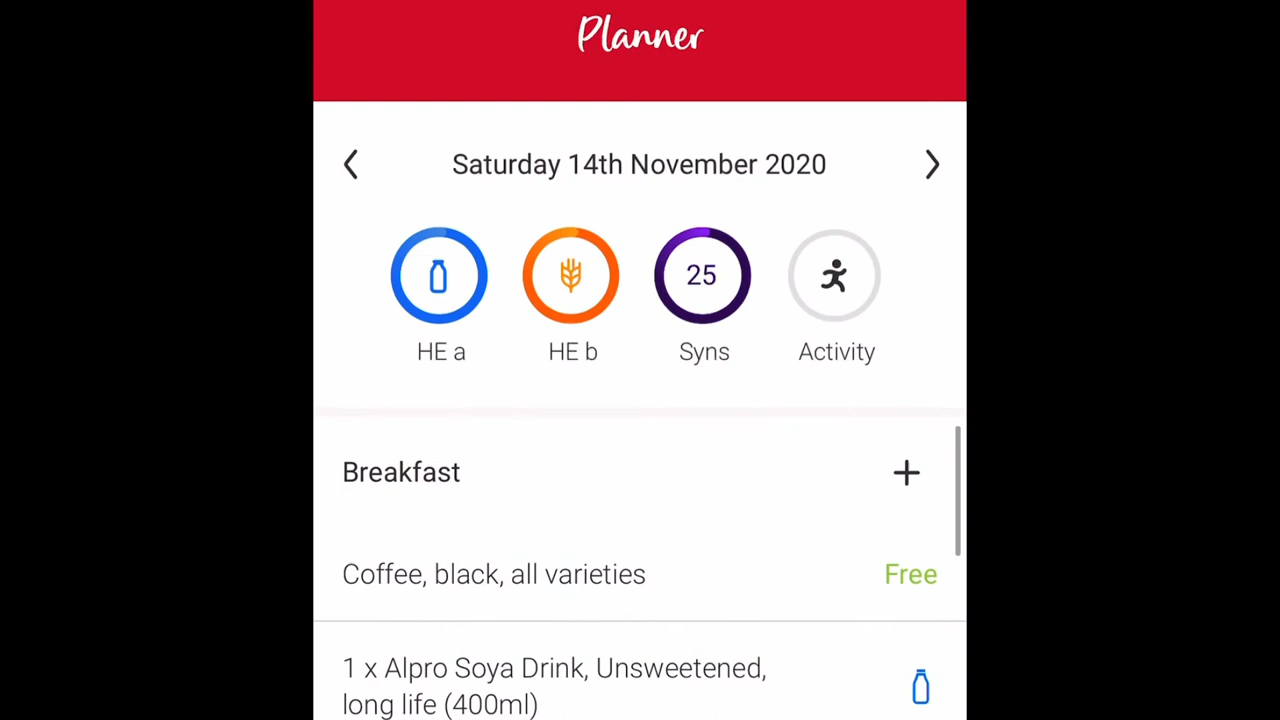 Planner
Saturday 14th November 2020
25
HE a
HE b
Syns
Activity
Breakfast
Coffee, black, all varieties
Free
1 x Alpro Soya Drink, Unsweetened,
long life (400ml)